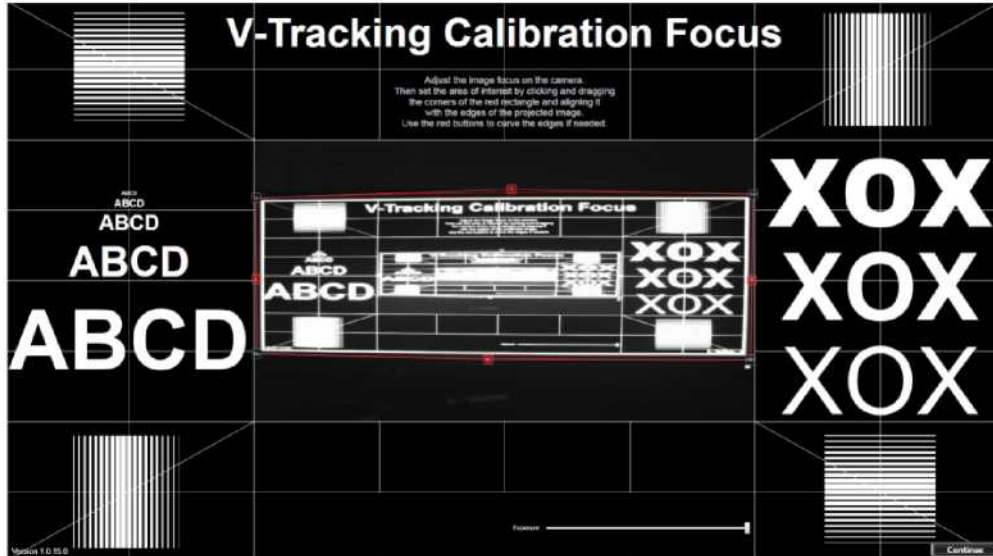 V-Tracking Calibration Focus
Adjust the image focus on the camera.
Then set the area of interest by clicking and dragging
the corners of the red rectangle and aligning it
with the edges of the projected image.
Use the red buttons to curve the edges if needed.
ABCD
ABCD
ABCD
ABCD
ABCD
XOX
XOX
XOX
V-Tracking Calibration Focus
ABCD
ABCD
ABCD
XOX
XOX
XOX
Exposure
Version 1.0.15.0
Continue